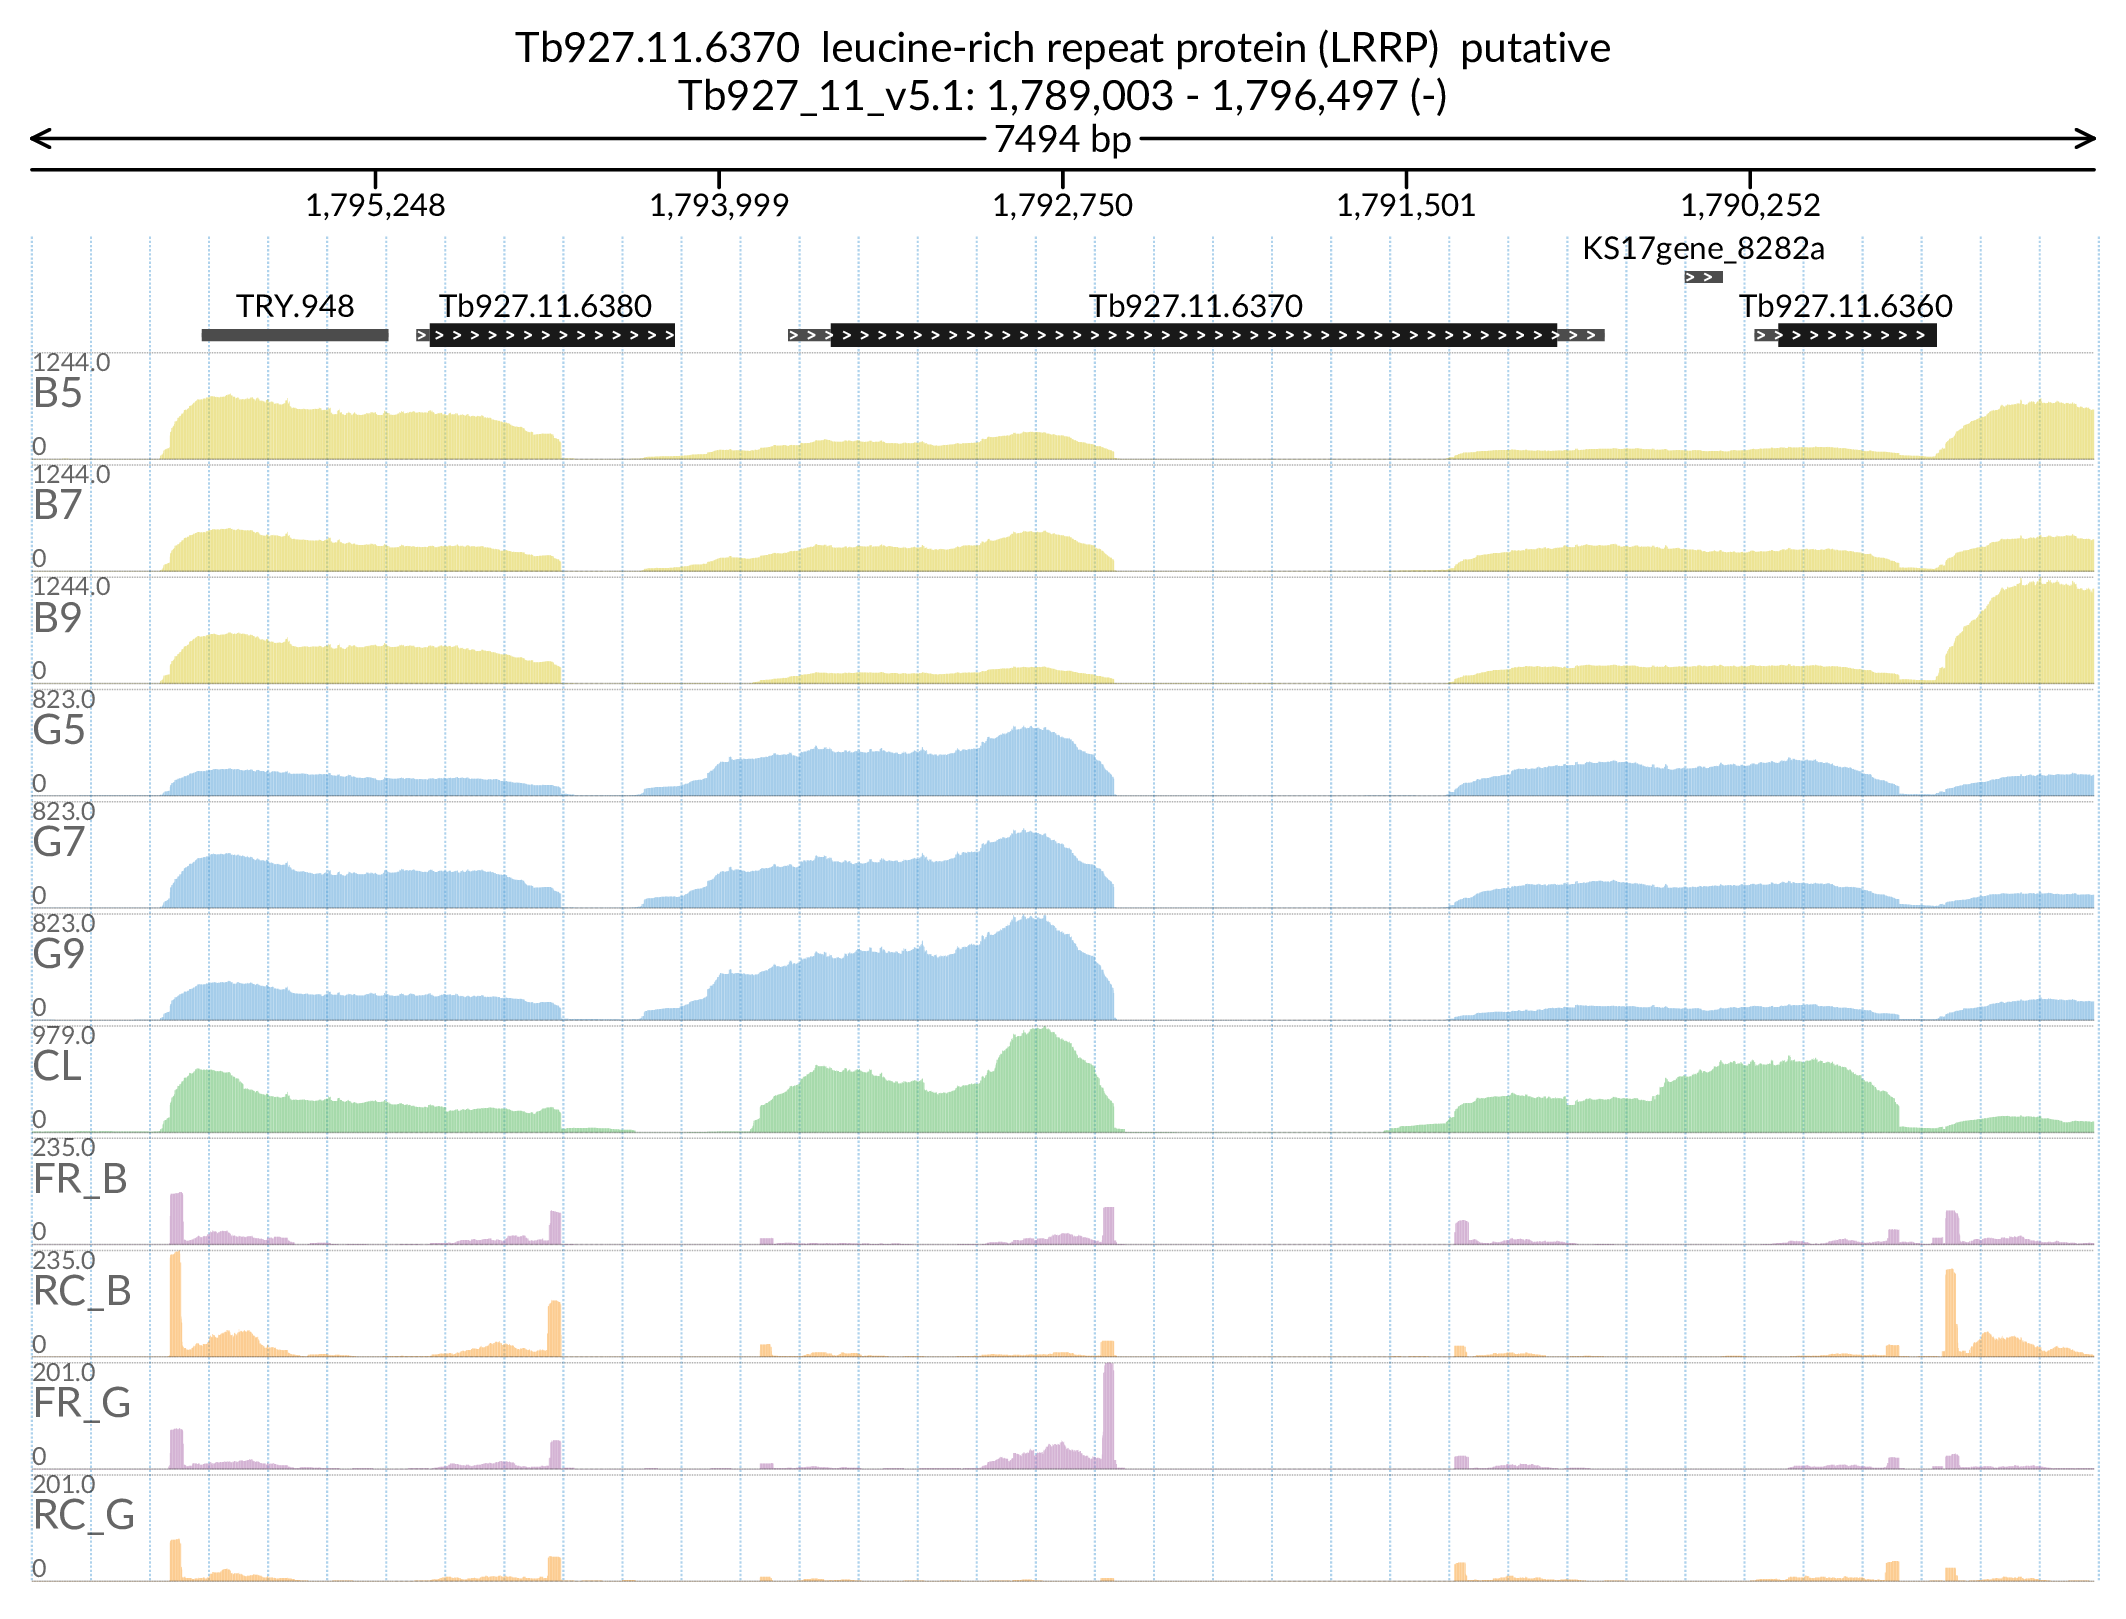 Tb927.11.6370 leucine-rich repeat protein (LRRP) putative
Tb927_11_v5.1: 1,789,003 - 1,796,497 (-)
7494 bp
1,795,248 1,793,999 1,792,750 1,791,501 1,790,252
KS17gene_8282a
TRY.948 Tb927.11.6380 Tb927.11.6370 Tb927.11.6360
1244.0
B5
0
1244.0
B7
0
1244.0
B9
0
823.0
G5
0
823.0
G7
0
823.0
G9
0
979.0
CL
0
235.0
FR_B
0
235.0
RC_B
0
201.0
FR_G
0
201.0
RC_G
0